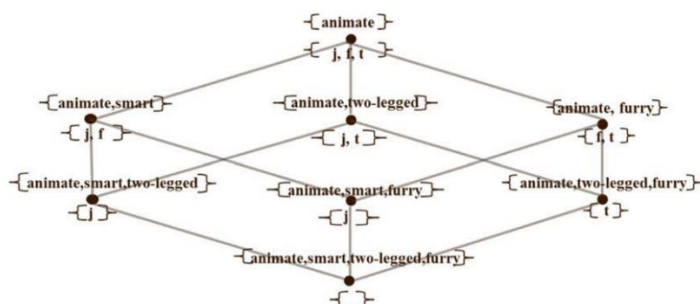 {animate}
{ j, f, t }
{animate,smart}
{animate,two-legged}
{animate, furry}
{ j, f }
{ j, t }
{f, t}
{animate,smart,two-legged}
{animate,smart,furry}
{animate,two-legged,furry}
{j}
{j}
{ t }
{animate,smart,two-legged,furry}
{ }